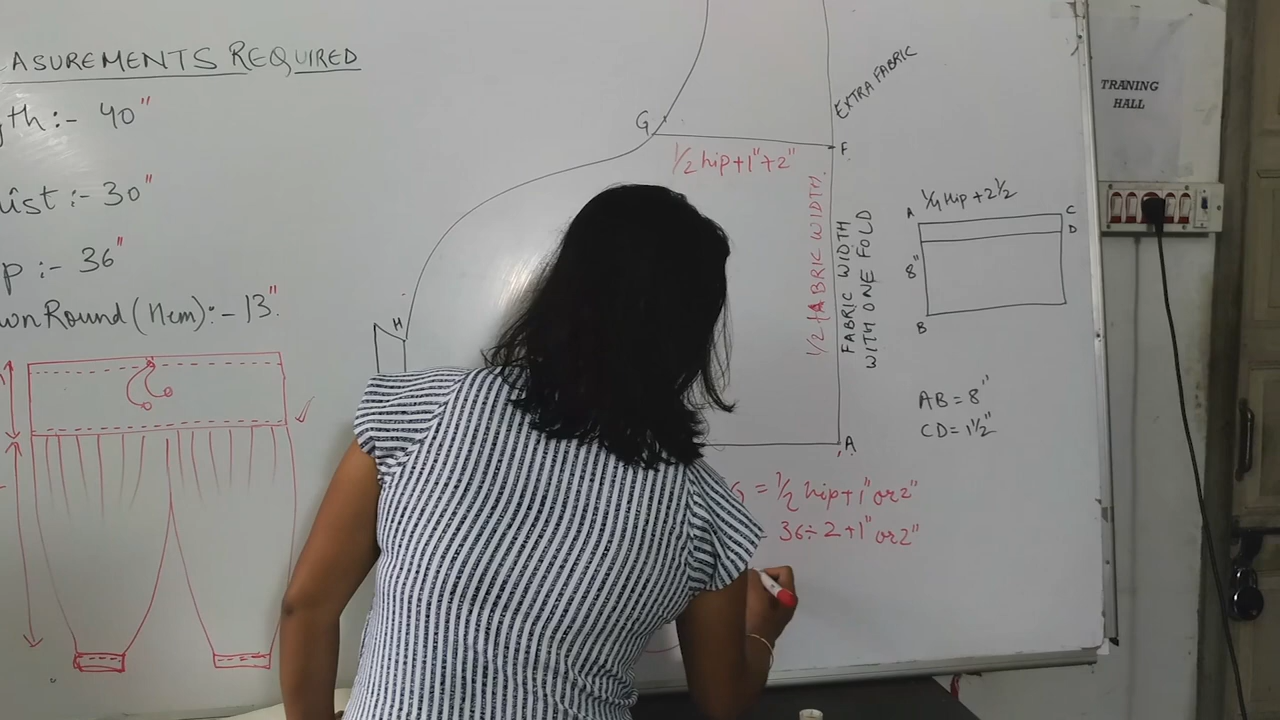 ASUREMENTS REQUIRED
gth :- 40"
ist :- 30"
p :- 36"
wn Round (Hem) :- 13"
G
F
EXTRA FABRIC
1/2 hip + 1" + 2"
1/2 FABRIC WIDTH
FABRIC WIDTH
WITH ONE FOLD
H
A
G = 1/2 hip + 1" or 2"
36 ÷ 2 + 1" or 2"
1/4 Hip + 2 1/2
A
C
D
8"
B
AB = 8"
CD = 1 1/2"
TRANING
HALL